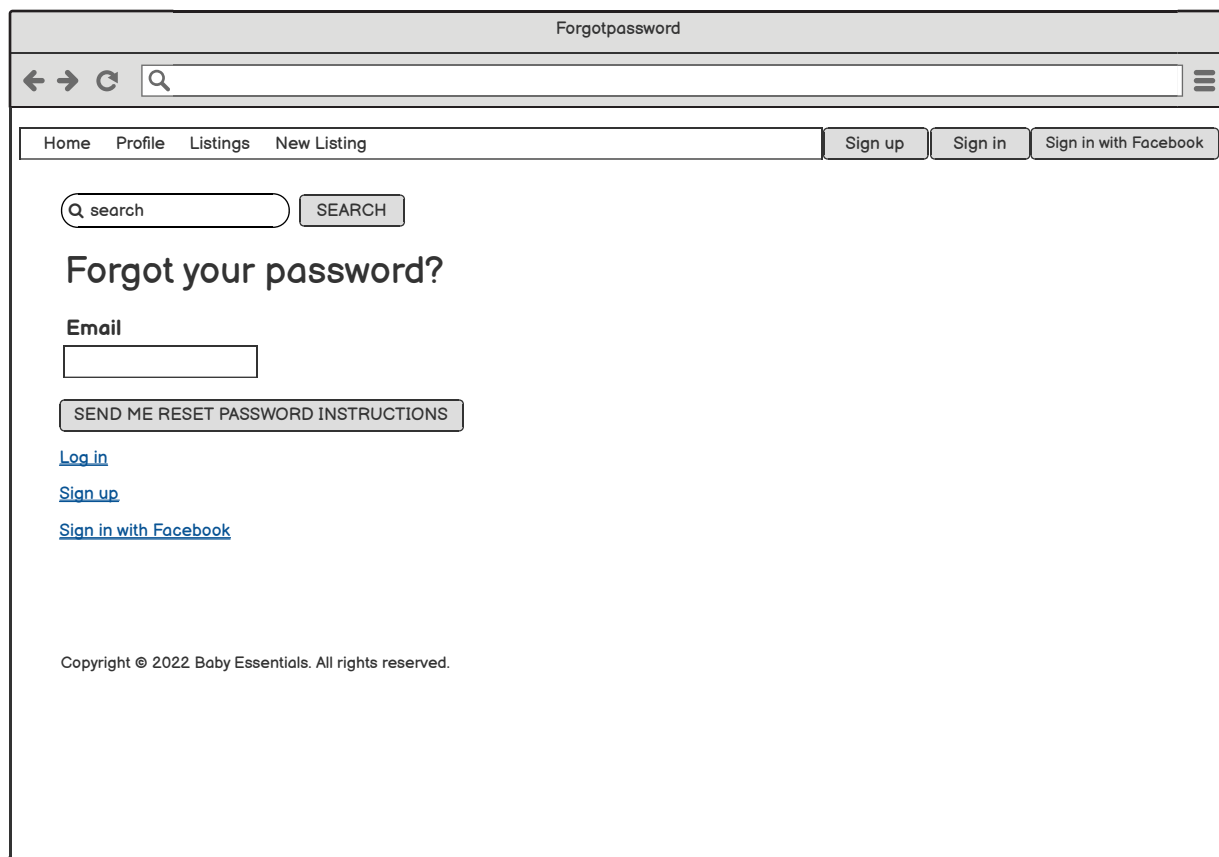 Forgotpassword
Home Profile Listings New Listing Sign up Sign in Sign in with Facebook
search SEARCH
Forgot your password?
Email
SEND ME RESET PASSWORD INSTRUCTIONS
Log in
Sign up
Sign in with Facebook
Copyright © 2022 Baby Essentials. All rights reserved.